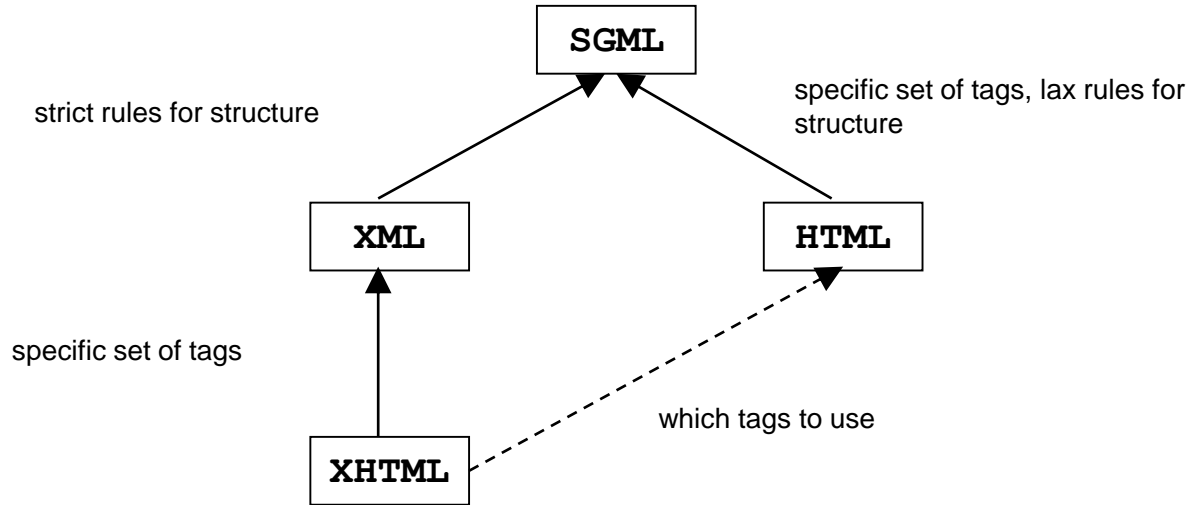 SGML
strict rules for structure
specific set of tags, lax rules for
structure
XML
HTML
specific set of tags
which tags to use
XHTML